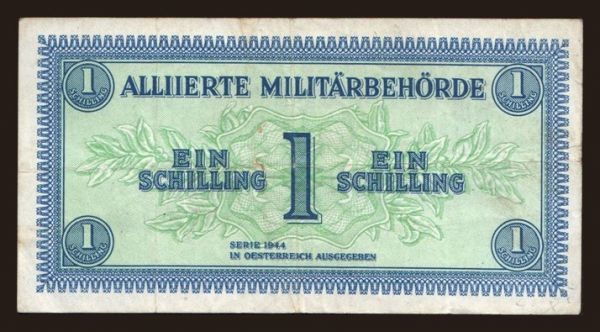 1
SCHILLING
ALLIIERTE MILITÄRBEHÖRDE
1
SCHILLING
EIN
SCHILLING
1
EIN
SCHILLING
1
SCHILLING
SERIE 1944
IN OESTERREICH AUSGEGEBEN
1
SCHILLING